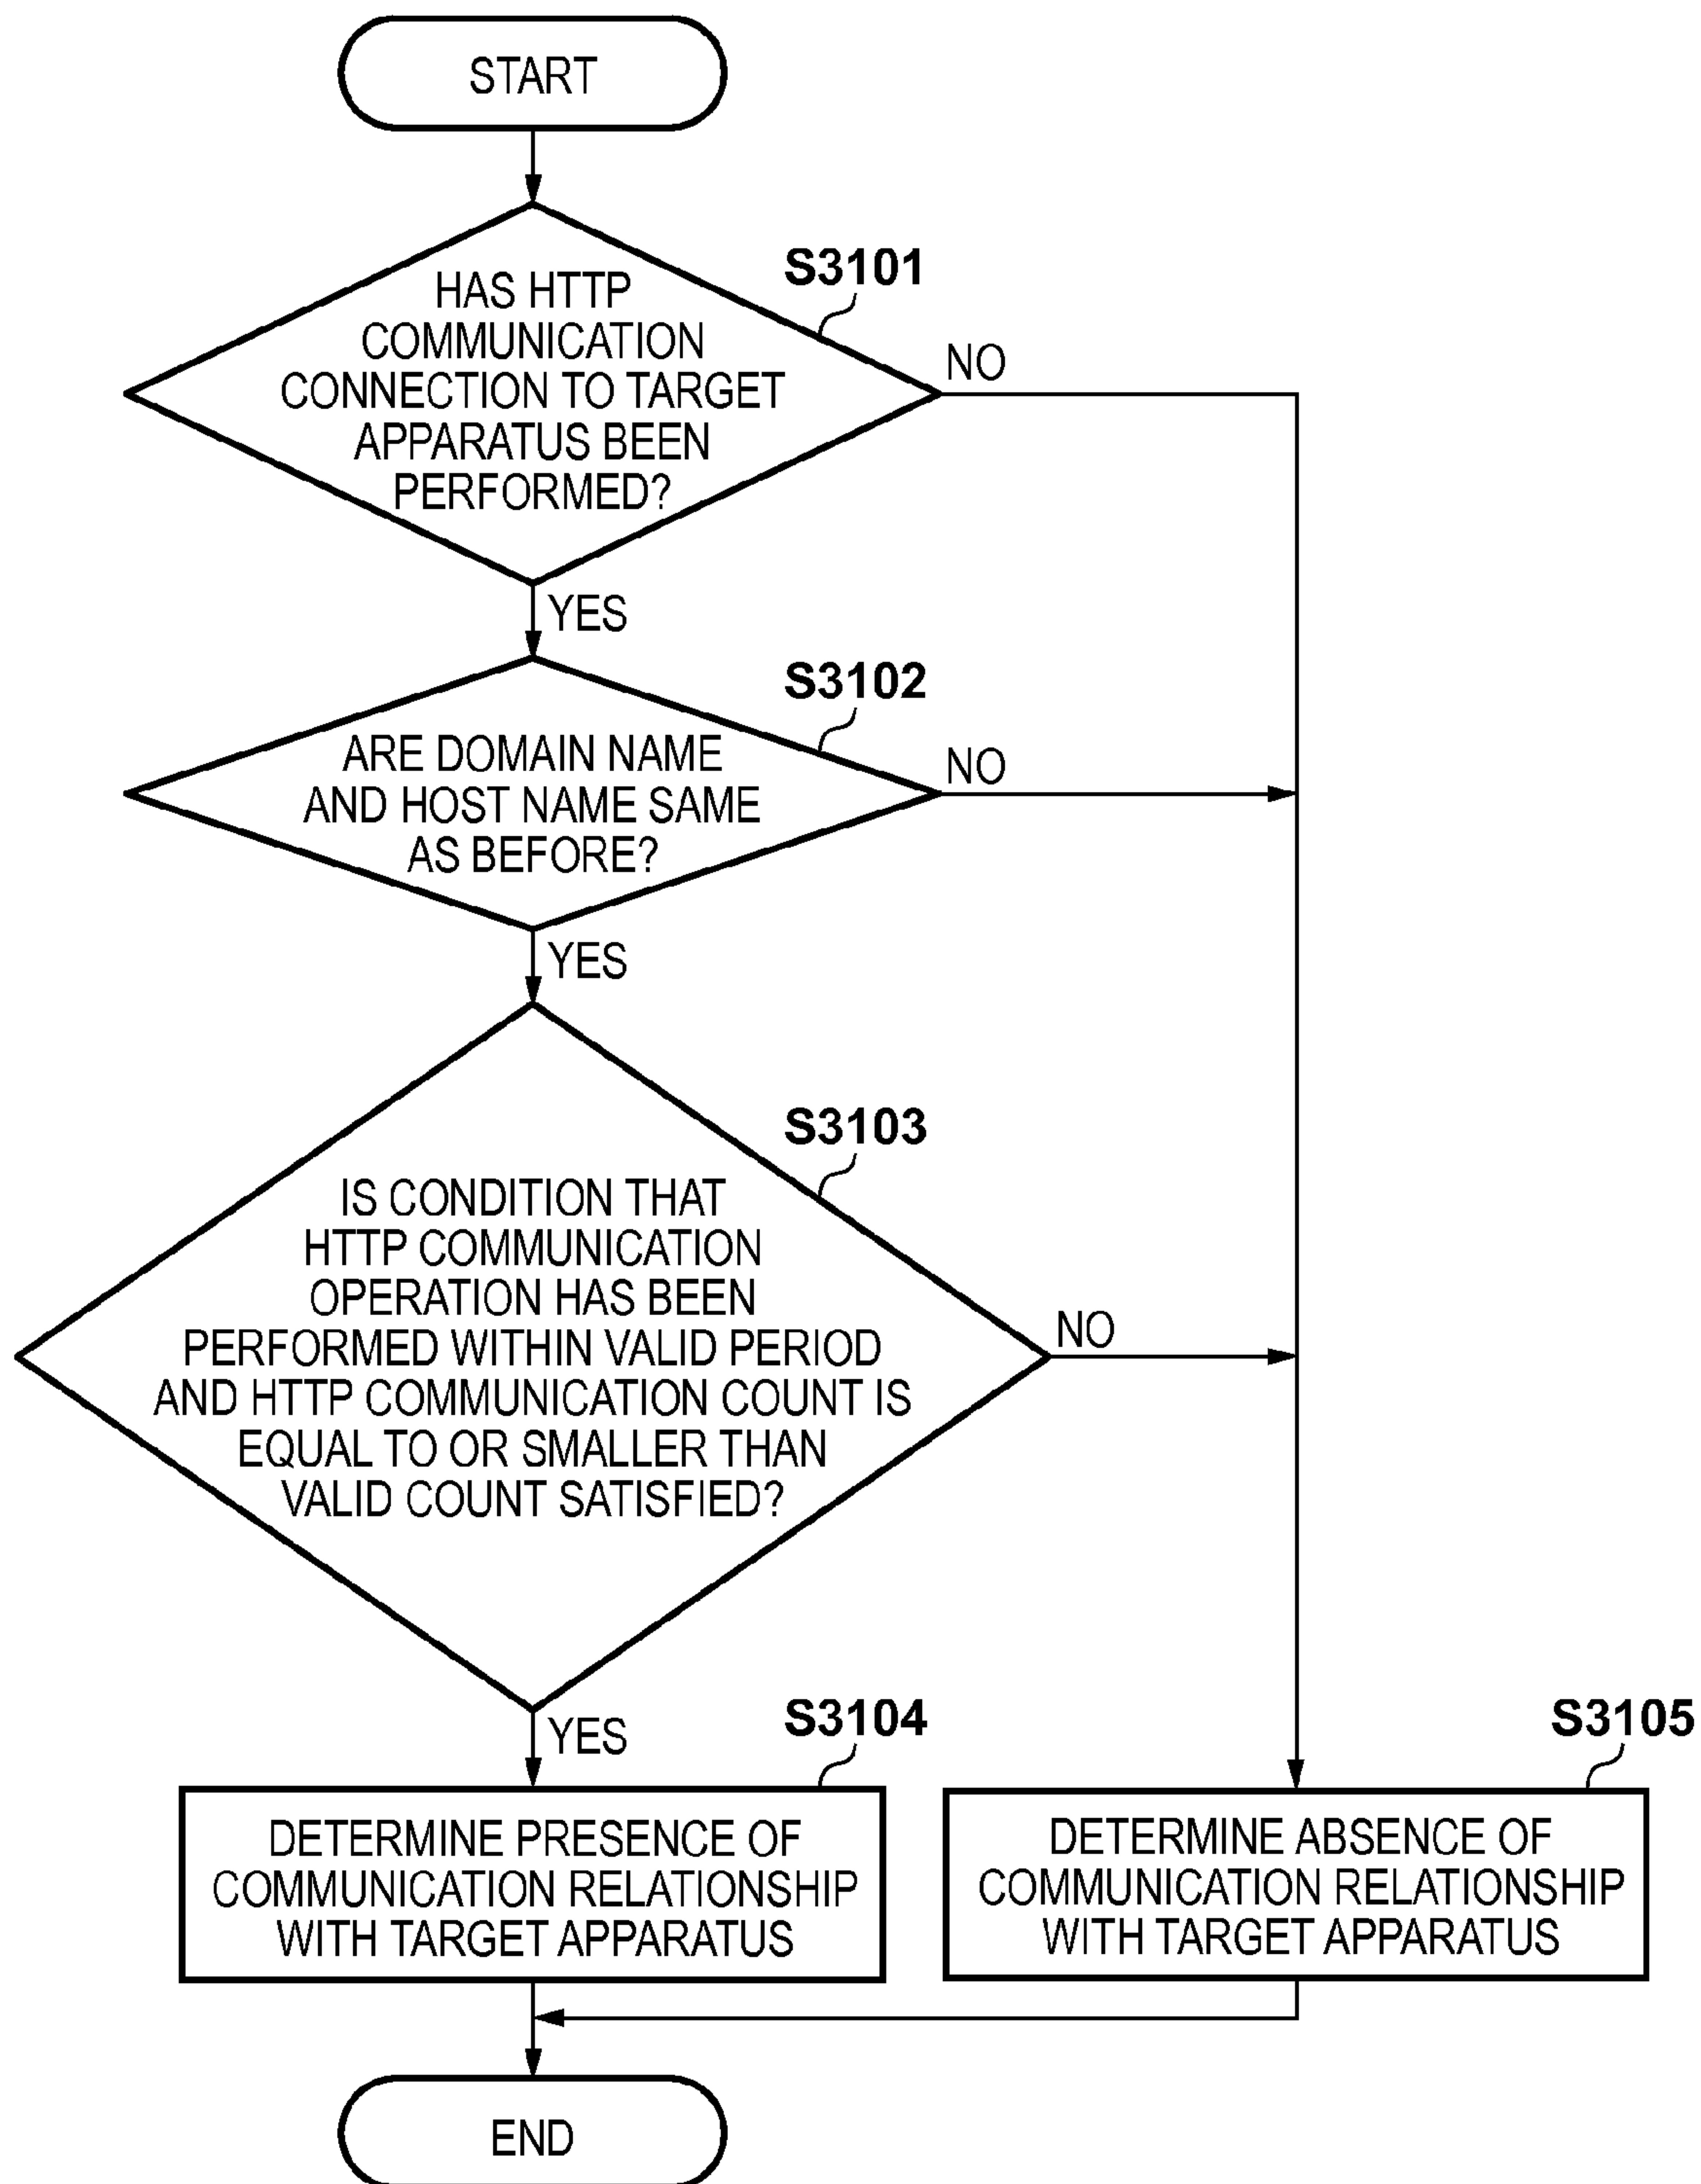 START
S3101
HAS HTTP
COMMUNICATION
CONNECTION TO TARGET
APPARATUS BEEN
PERFORMED?
NO
YES
S3102
ARE DOMAIN NAME
AND HOST NAME SAME
AS BEFORE?
NO
YES
S3103
IS CONDITION THAT
HTTP COMMUNICATION
OPERATION HAS BEEN
PERFORMED WITHIN VALID PERIOD
AND HTTP COMMUNICATION COUNT IS
EQUAL TO OR SMALLER THAN
VALID COUNT SATISFIED?
NO
YES
S3104
DETERMINE PRESENCE OF
COMMUNICATION RELATIONSHIP
WITH TARGET APPARATUS
S3105
DETERMINE ABSENCE OF
COMMUNICATION RELATIONSHIP
WITH TARGET APPARATUS
END